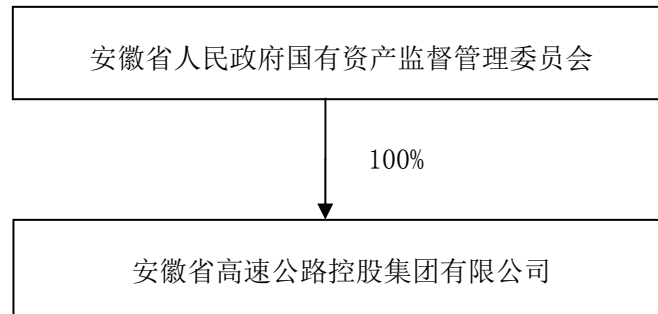 安徽省人民政府国有资产监督管理委员会
100%
安徽省高速公路控股集团有限公司